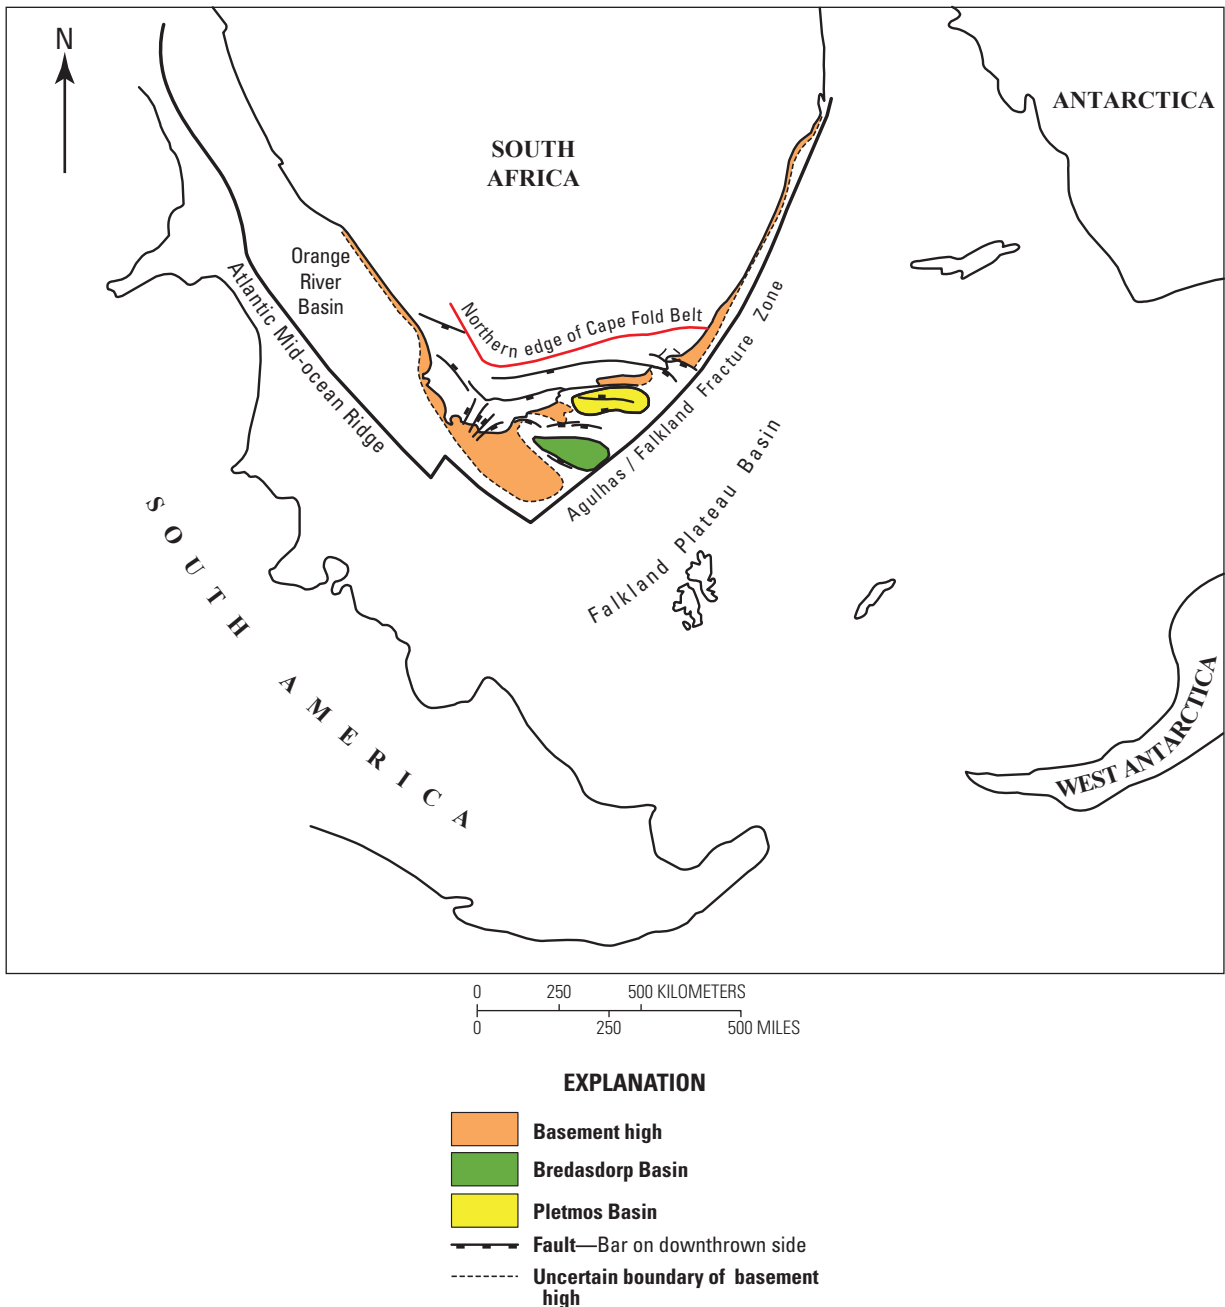 N
ANTARCTICA
SOUTH
AFRICA
Orange
River
Basin
Atlantic Mid-ocean Ridge
Northern edge of Cape Fold Belt
Agulhas / Falkland Fracture Zone
Falkland Plateau Basin
SOUTH AMERICA
WEST ANTARCTICA
0 250 500 KILOMETERS
0 250 500 MILES
EXPLANATION
Basement high
Bredasdorp Basin
Pletmos Basin
Fault—Bar on downthrown side
Uncertain boundary of basement
high